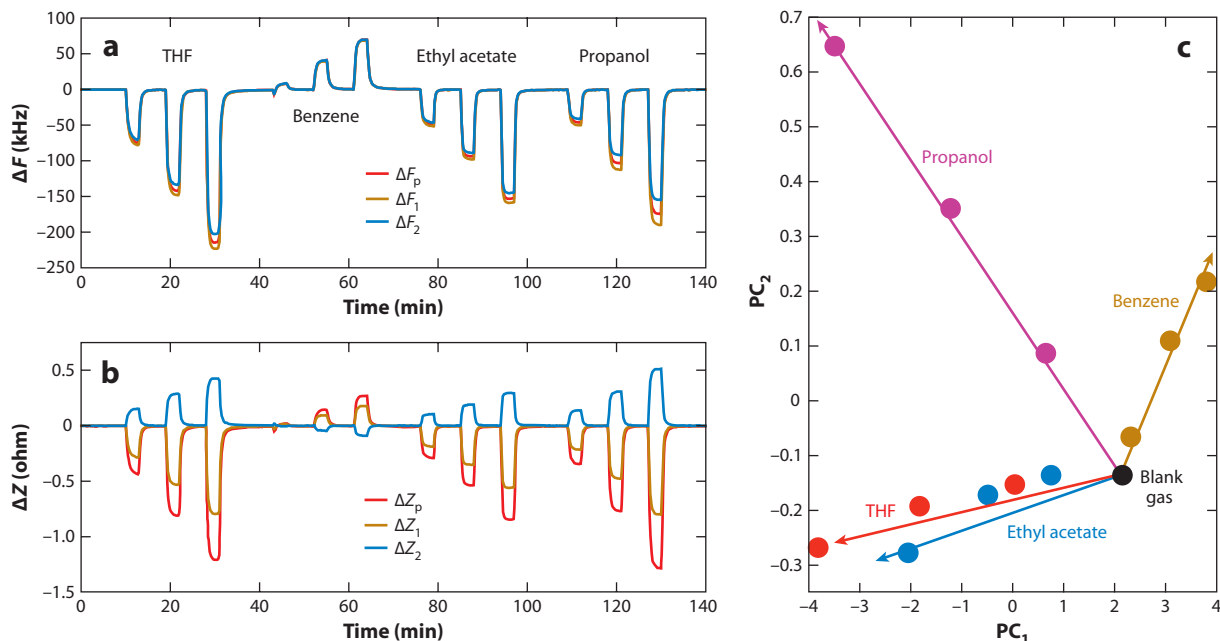 a
THF
Benzene
Ethyl acetate
Propanol
ΔFp
ΔF1
ΔF2
ΔF (kHz)
100
50
0
−50
−100
−150
−200
−250
0 20 40 60 80 100 120 140
Time (min)
b
ΔZp
ΔZ1
ΔZ2
ΔZ (ohm)
0.5
0
−0.5
−1.0
−1.5
0 20 40 60 80 100 120 140
Time (min)
c
Propanol
Benzene
Blank
gas
THF
Ethyl acetate
PC2
0.7
0.6
0.5
0.4
0.3
0.2
0.1
0
−0.1
−0.2
−0.3
−4 −3 −2 −1 0 1 2 3 4
PC1